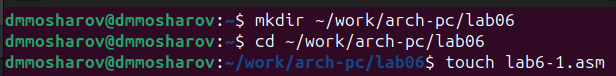 dmmosharov@dmmosharov:~$ mkdir ~/work/arch-pc/lab06
dmmosharov@dmmosharov:~$ cd ~/work/arch-pc/lab06
dmmosharov@dmmosharov:~/work/arch-pc/lab06$ touch lab6-1.asm